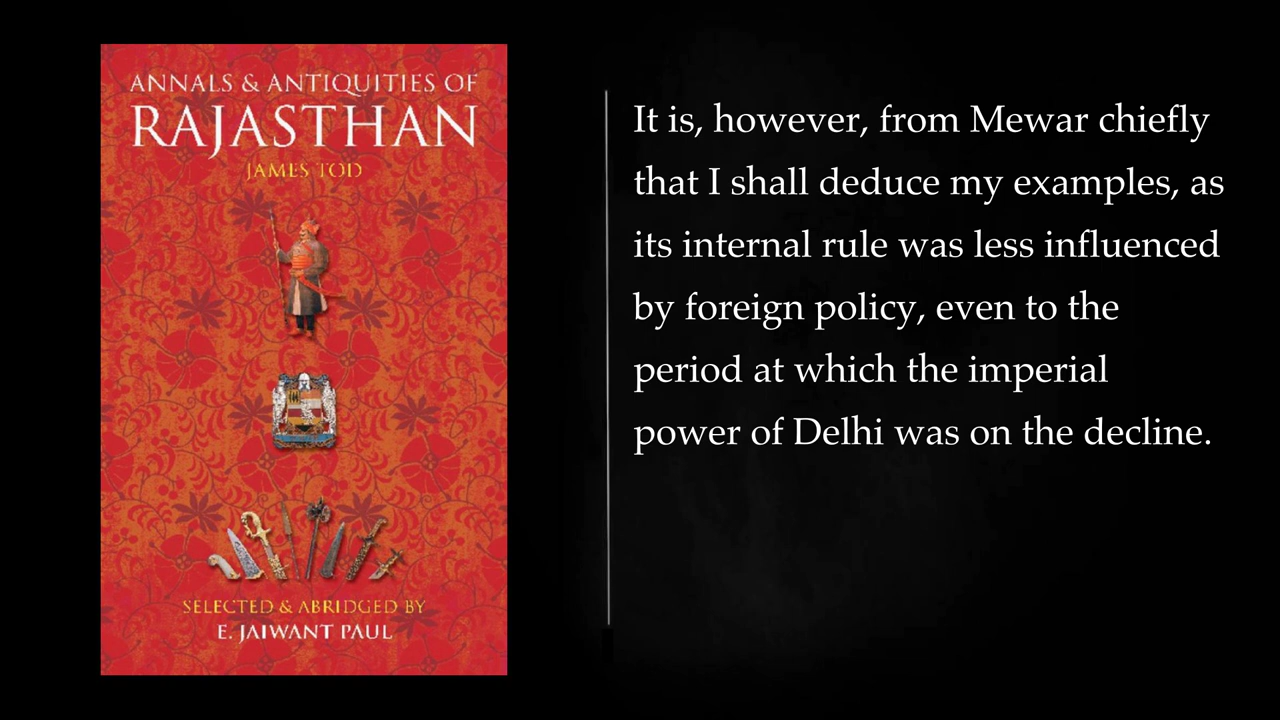 ANNALS & ANTIQUITIES OF
RAJASTHAN
JAMES TOD
SELECTED & ABRIDGED BY
E. JAIWANT PAUL
It is, however, from Mewar chiefly
that I shall deduce my examples, as
its internal rule was less influenced
by foreign policy, even to the
period at which the imperial
power of Delhi was on the decline.